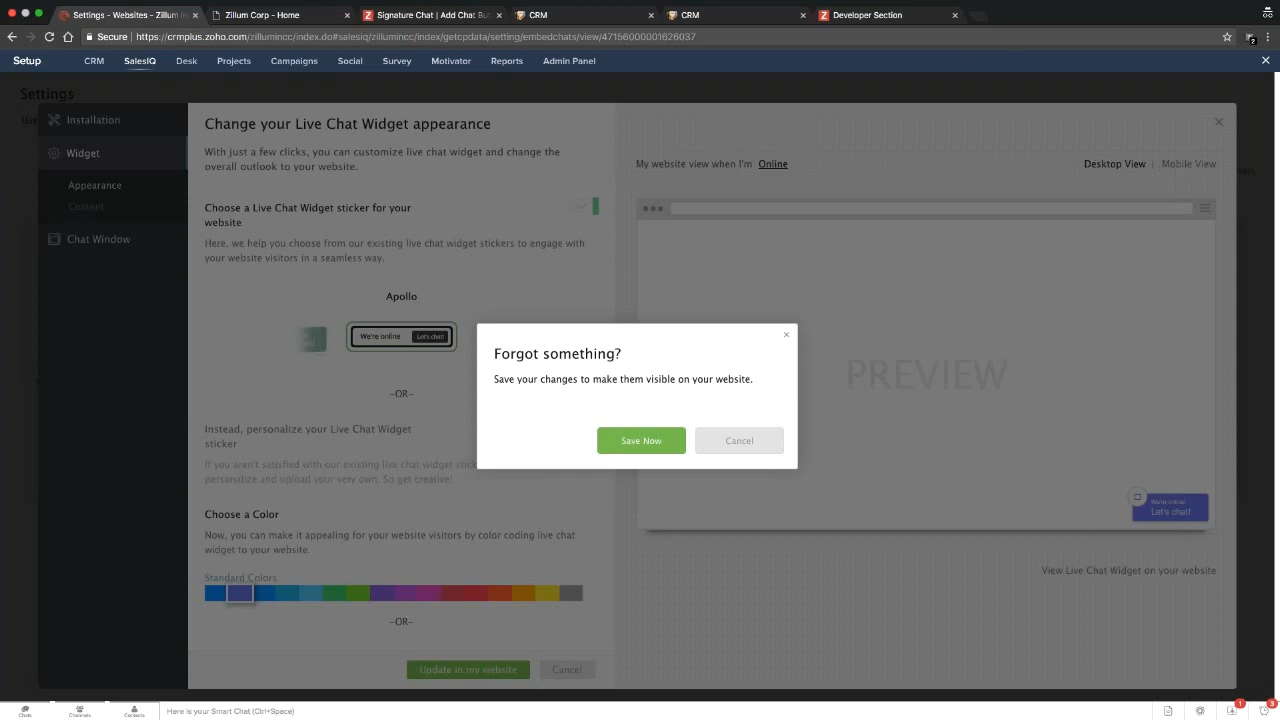 Settings - Websites - Zillum in
Zillum Corp - Home
Signature Chat | Add Chat But
CRM
CRM
Developer Section
Secure | https://crmplus.zoho.com/zillumincc/index.do#salesiq/zillumincc/index/getcpdata/setting/embedchats/view/47156000001626037
Setup CRM SalesIQ Desk Projects Campaigns Social Survey Motivator Reports Admin Panel
Settings
Installation
Widget
Appearance
Content
Chat Window
Change your Live Chat Widget appearance
With just a few clicks, you can customize live chat widget and change the
overall outlook to your website.
Choose a Live Chat Widget sticker for your
website
Here, we help you choose from our existing live chat widget stickers to engage with
your website visitors in a seamless way.
Apollo
We're online Let's chat!
–OR–
Instead, personalize your Live Chat Widget
sticker
If you aren't satisfied with our existing live chat widget
personalize and upload your very own. So get creative!
Choose a Color
Now, you can make it appealing for your website visitors by color coding live chat
widget to your website.
Standard Colors
–OR–
Update in my website Cancel
My website view when I'm Online
Desktop View | Mobile View
PREVIEW
We're online!
Let's chat!
View Live Chat Widget on your website
Forgot something?
Save your changes to make them visible on your website.
Save Now Cancel
Chats Channels Contacts Here is your Smart Chat (Ctrl+Space)
1
3